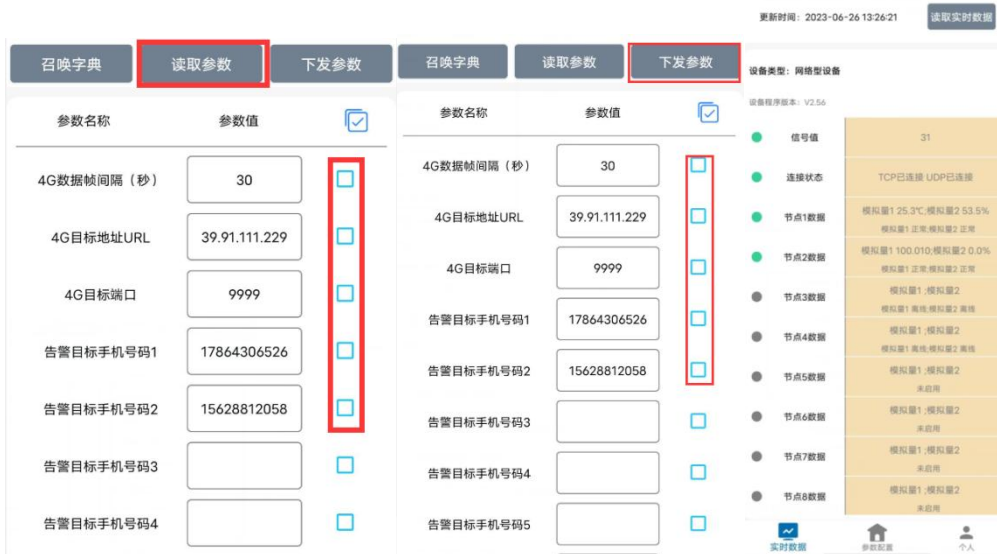 召唤字典 读取参数 下发参数
参数名称 参数值
4G数据帧间隔（秒） 30
4G目标地址URL 39.91.111.229
4G目标端口 9999
告警目标手机号码1 17864306526
告警目标手机号码2 15628812058
告警目标手机号码3
告警目标手机号码4
召唤字典 读取参数 下发参数
参数名称 参数值
4G数据帧间隔（秒） 30
4G目标地址URL 39.91.111.229
4G目标端口 9999
告警目标手机号码1 17864306526
告警目标手机号码2 15628812058
告警目标手机号码3
告警目标手机号码4
告警目标手机号码5
更新时间：2023-06-26 13:26:21 读取实时数据
设备类型：网络型设备
设备程序版本：V2.56
信号值 31
连接状态 TCP已连接 UDP已连接
节点1数据 模拟量1 25.3℃;模拟量2 53.5%
模拟量1 正常;模拟量2 正常
节点2数据 模拟量1 100.010;模拟量2 0.0%
模拟量1 正常;模拟量2 正常
节点3数据 模拟量1 ;模拟量2
模拟量1 离线;模拟量2 离线
节点4数据 模拟量1 ;模拟量2
模拟量1 离线;模拟量2 离线
节点5数据 模拟量1 ;模拟量2
未启用
节点6数据 模拟量1 ;模拟量2
未启用
节点7数据 模拟量1 ;模拟量2
未启用
节点8数据 模拟量1 ;模拟量2
未启用
实时数据 参数配置 个人